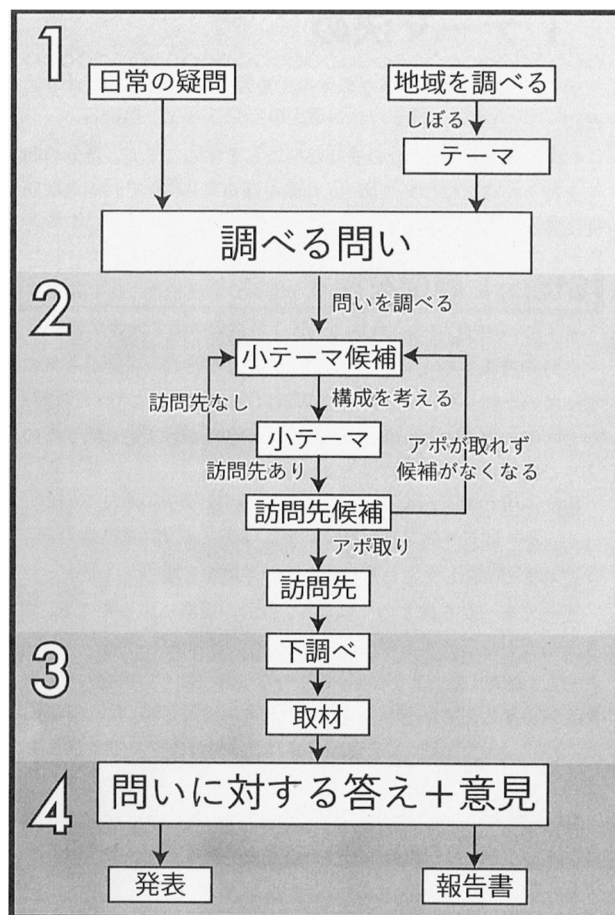 1
日常の疑問
地域を調べる
しぼる
テーマ
調べる問い
2
問いを調べる
小テーマ候補
訪問先なし
構成を考える
小テーマ
アポが取れず
候補がなくなる
訪問先あり
訪問先候補
アポ取り
訪問先
3
下調べ
取材
4
問いに対する答え＋意見
発表
報告書